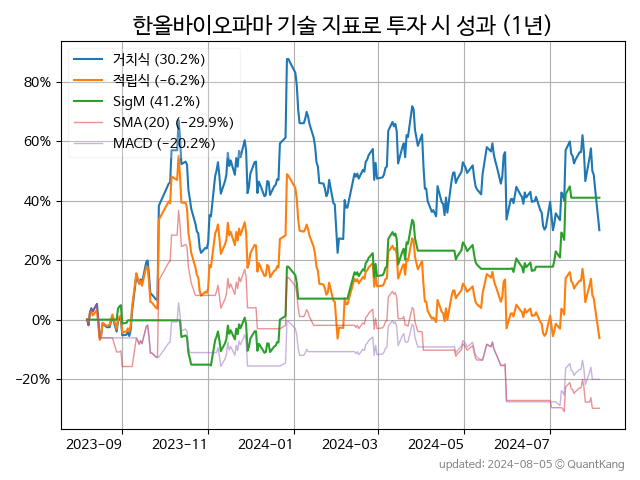 한올바이오파마 기술 지표로 투자 시 성과 (1년)
거치식 (30.2%)
적립식 (−6.2%)
SigM (41.2%)
SMA(20) (−29.9%)
MACD (−20.2%)
80%
60%
40%
20%
0%
−20%
2023-09
2023-11
2024-01
2024-03
2024-05
2024-07
updated: 2024-08-05 © QuantKang